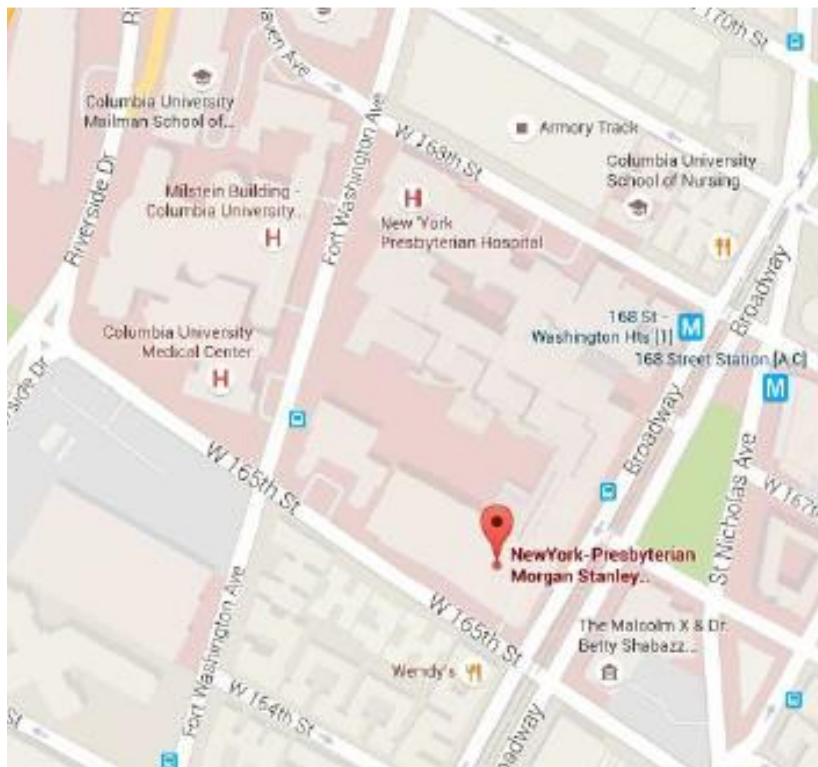 W 170th St
Haven Ave
Columbia University
Mailman School of...
Fort Washington Ave
W 168th St
Armory Track
Columbia University
School of Nursing
Riverside Dr
Milstein Building -
Columbia University...
H
H
New York
Presbyterian Hospital
Broadway
168 St -
Washington Hts [1]
M
168 Street Station [A C]
M
Columbia University
Medical Center
H
Broadway
W 165th St
St Nicholas Ave
W 167th
NewYork-Presbyterian
Morgan Stanley...
W 165th St
The Malcolm X & Dr.
Betty Shabazz...
Fort Washington Ave
Wendy's
W 164th St
St